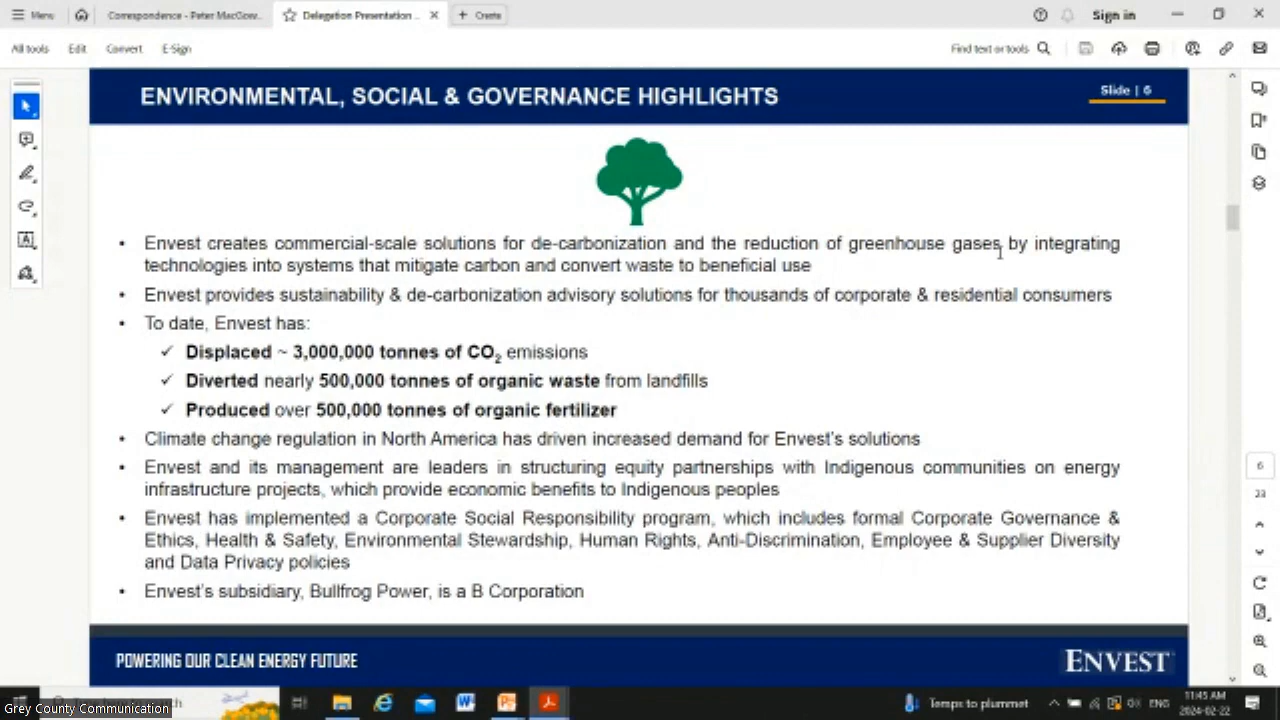 Menu
Correspondence - Peter MacGow...
Delegation Presentation ...
Create
Sign in
All tools Edit Convert E-Sign
Find text or tools
ENVIRONMENTAL, SOCIAL & GOVERNANCE HIGHLIGHTS
Slide | 6
• Envest creates commercial-scale solutions for de-carbonization and the reduction of greenhouse gases by integrating
technologies into systems that mitigate carbon and convert waste to beneficial use
• Envest provides sustainability & de-carbonization advisory solutions for thousands of corporate & residential consumers
• To date, Envest has:
✓ Displaced ~ 3,000,000 tonnes of CO2 emissions
✓ Diverted nearly 500,000 tonnes of organic waste from landfills
✓ Produced over 500,000 tonnes of organic fertilizer
• Climate change regulation in North America has driven increased demand for Envest's solutions
• Envest and its management are leaders in structuring equity partnerships with Indigenous communities on energy
infrastructure projects, which provide economic benefits to Indigenous peoples
• Envest has implemented a Corporate Social Responsibility program, which includes formal Corporate Governance &
Ethics, Health & Safety, Environmental Stewardship, Human Rights, Anti-Discrimination, Employee & Supplier Diversity
and Data Privacy policies
• Envest's subsidiary, Bullfrog Power, is a B Corporation
6
23
POWERING OUR CLEAN ENERGY FUTURE
ENVEST
Grey County Communication
Temps to plummet
ENG
11:45 AM
2024-02-22